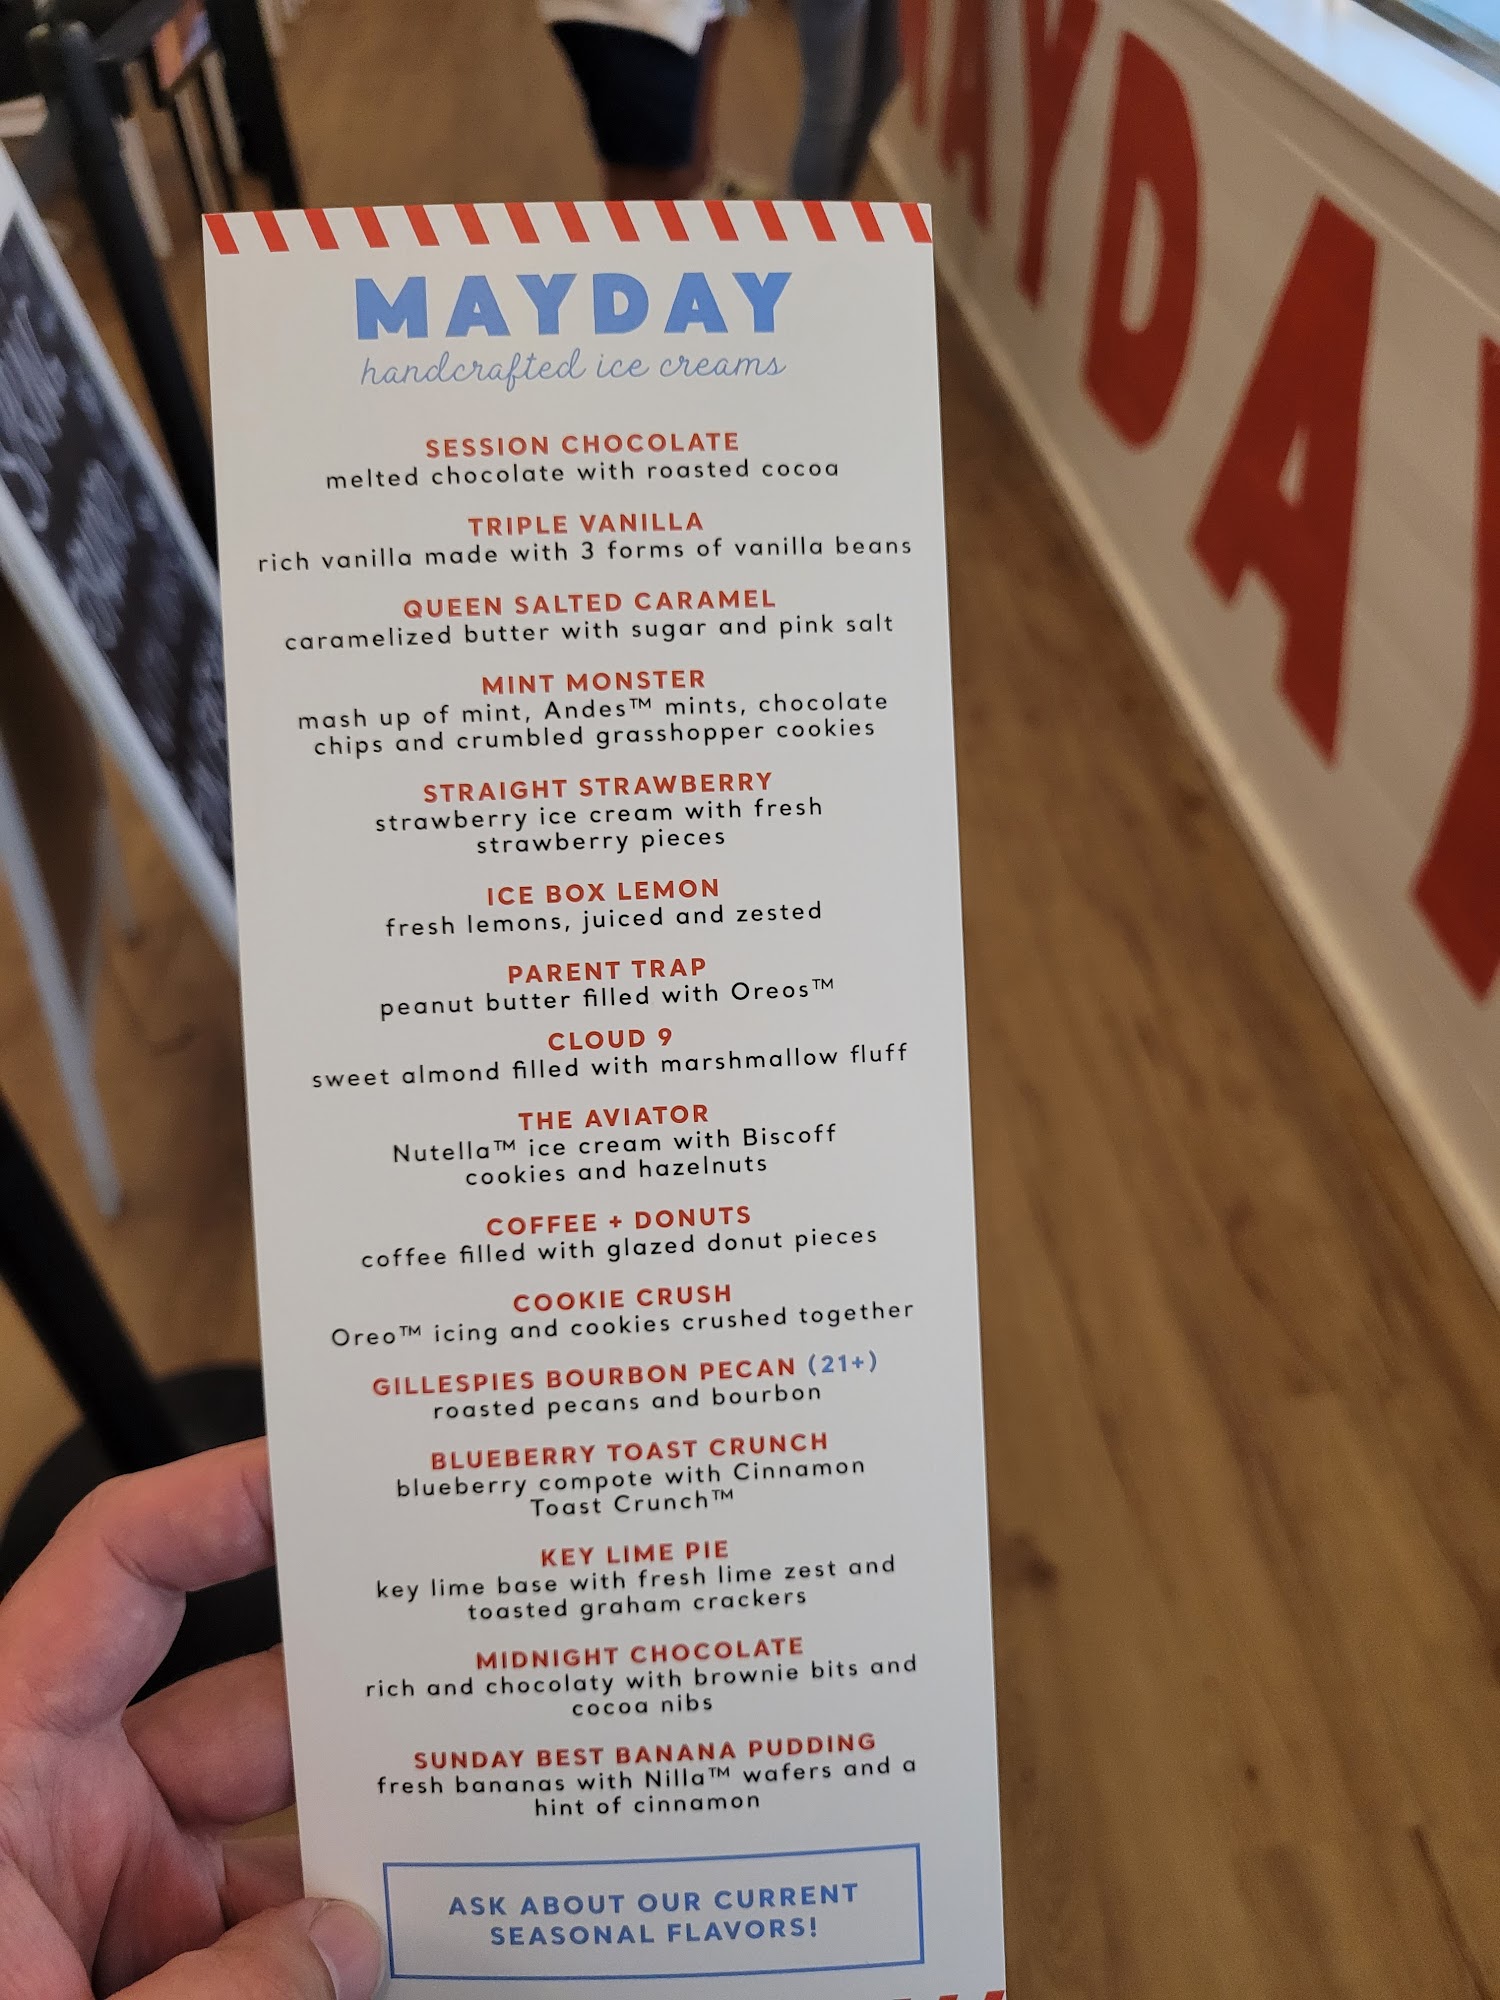 MAYDAY
handcrafted ice creams
SESSION CHOCOLATE
melted chocolate with roasted cocoa
TRIPLE VANILLA
rich vanilla made with 3 forms of vanilla beans
QUEEN SALTED CARAMEL
caramelized butter with sugar and pink salt
MINT MONSTER
mash up of mint, Andes™ mints, chocolate
chips and crumbled grasshopper cookies
STRAIGHT STRAWBERRY
strawberry ice cream with fresh
strawberry pieces
ICE BOX LEMON
fresh lemons, juiced and zested
PARENT TRAP
peanut butter filled with Oreos™
CLOUD 9
sweet almond filled with marshmallow fluff
THE AVIATOR
Nutella™ ice cream with Biscoff
cookies and hazelnuts
COFFEE + DONUTS
coffee filled with glazed donut pieces
COOKIE CRUSH
Oreo™ icing and cookies crushed together
GILLESPIES BOURBON PECAN (21+)
roasted pecans and bourbon
BLUEBERRY TOAST CRUNCH
blueberry compote with Cinnamon
Toast Crunch™
KEY LIME PIE
key lime base with fresh lime zest and
toasted graham crackers
MIDNIGHT CHOCOLATE
rich and chocolaty with brownie bits and
cocoa nibs
SUNDAY BEST BANANA PUDDING
fresh bananas with Nilla™ wafers and a
hint of cinnamon
ASK ABOUT OUR CURRENT
SEASONAL FLAVORS!
AYDAY